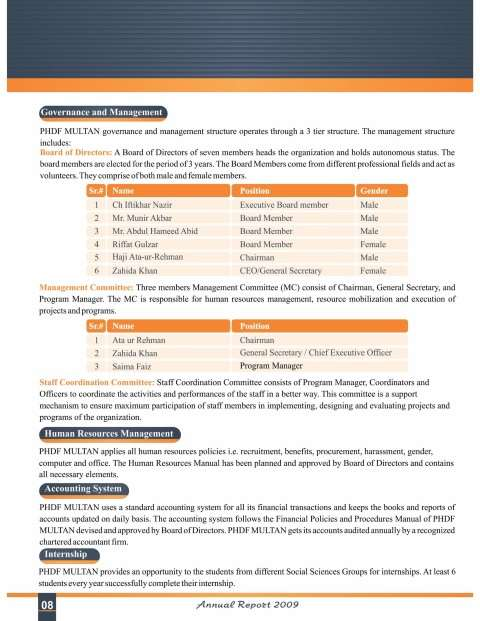 Governance and Management
PHDF MULTAN governance and management structure operates through a 3 tier structure. The management structure
includes:
Board of Directors: A Board of Directors of seven members heads the organization and holds autonomous status. The
board members are elected for the period of 3 years. The Board Members come from different professional fields and act as
volunteers. They comprise of both male and female members.
Sr.# Name Position Gender
1 Ch Iftikhar Nazir Executive Board member Male
2 Mr. Munir Akbar Board Member Male
3 Mr. Abdul Hameed Abid Board Member Male
4 Riffat Gulzar Board Member Female
5 Haji Ata-ur-Rehman Chairman Male
6 Zahida Khan CEO/General Secretary Female
Management Committee: Three members Management Committee (MC) consist of Chairman, General Secretary, and
Program Manager. The MC is responsible for human resources management, resource mobilization and execution of
projects and programs.
Sr.# Name Position
1 Ata ur Rehman Chairman
2 Zahida Khan General Secretary / Chief Executive Officer
3 Saima Faiz Program Manager
Staff Coordination Committee: Staff Coordination Committee consists of Program Manager, Coordinators and
Officers to coordinate the activities and performances of the staff in a better way. This committee is a support
mechanism to ensure maximum participation of staff members in implementing, designing and evaluating projects and
programs of the organization.
Human Resources Management
PHDF MULTAN applies all human resources policies i.e. recruitment, benefits, procurement, harassment, gender,
computer and office. The Human Resources Manual has been planned and approved by Board of Directors and contains
all necessary elements.
Accounting System
PHDF MULTAN uses a standard accounting system for all its financial transactions and keeps the books and reports of
accounts updated on daily basis. The accounting system follows the Financial Policies and Procedures Manual of PHDF
MULTAN devised and approved by Board of Directors. PHDF MULTAN gets its accounts audited annually by a recognized
chartered accountant firm.
Internship
PHDF MULTAN provides an opportunity to the students from different Social Sciences Groups for internships. At least 6
students every year successfully complete their internship.
08 Annual Report 2009